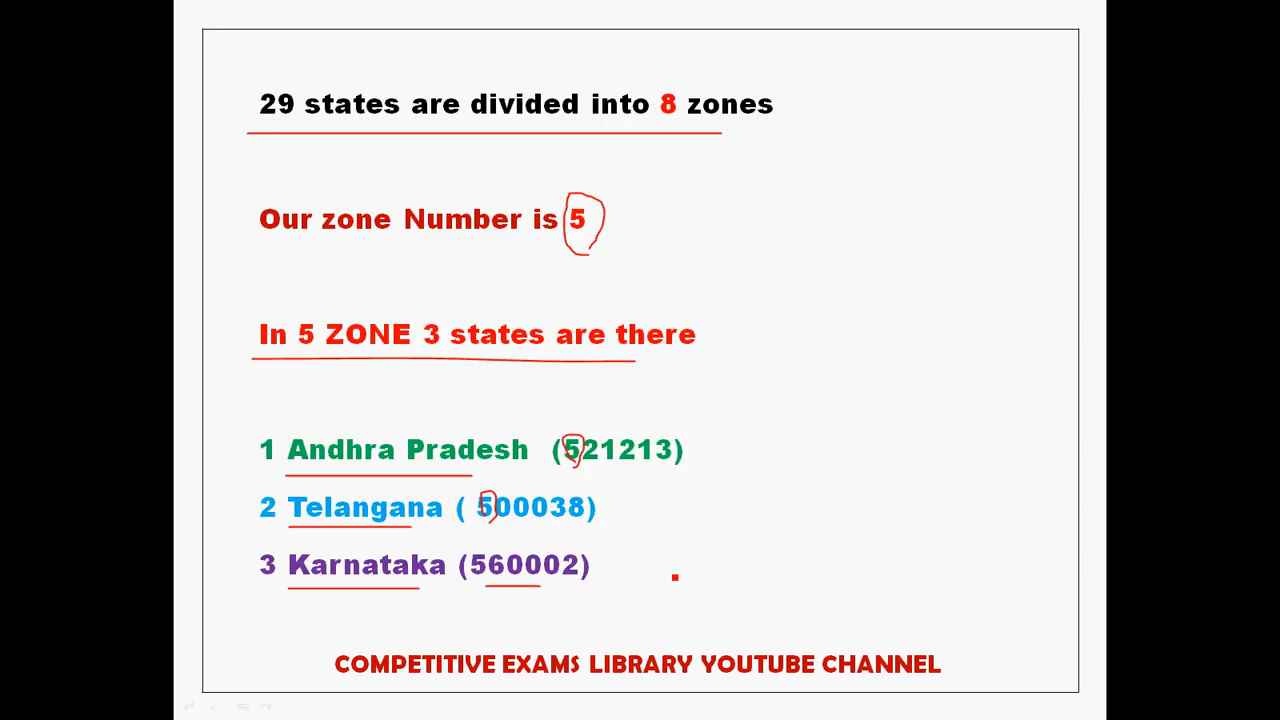 29 states are divided into 8 zones
Our zone Number is 5
In 5 ZONE 3 states are there
1 Andhra Pradesh (521213)
2 Telangana ( 500038)
3 Karnataka (560002)
COMPETITIVE EXAMS LIBRARY YOUTUBE CHANNEL